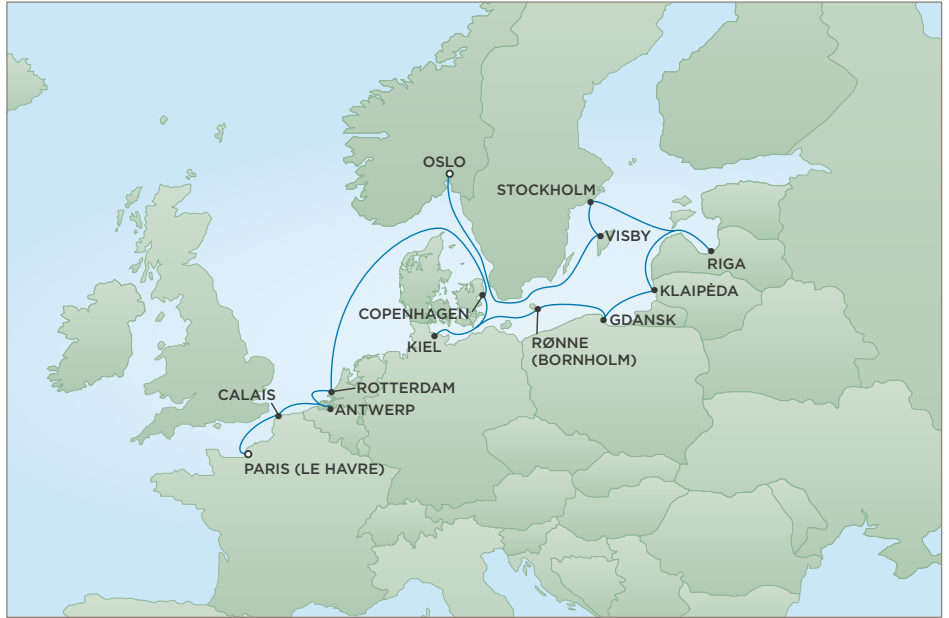 OSLO
STOCKHOLM
VISBY
RIGA
KLAIPĖDA
COPENHAGEN
GDANSK
KIEL
RØNNE
(BORNHOLM)
ROTTERDAM
CALAIS
ANTWERP
PARIS (LE HAVRE)